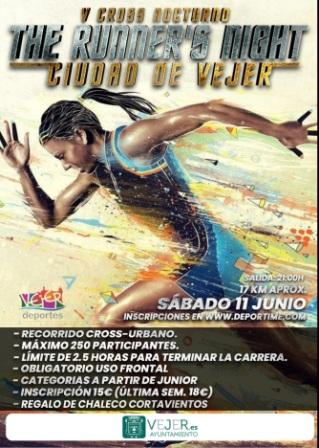 V CROSS NOCTURNO
THE RUNNER'S NIGHT
CIUDAD DE VEJER
SALIDA: 21:00H
17 KM APROX.
SÁBADO 11 JUNIO
INSCRIPCIONES EN WWW.DEPORTIME.COM
VEJER
deportes
- RECORRIDO CROSS-URBANO.
- MÁXIMO 250 PARTICIPANTES.
- LÍMITE DE 2.5 HORAS PARA TERMINAR LA CARRERA.
- OBLIGATORIO USO FRONTAL
- CATEGORIAS A PARTIR DE JUNIOR
- INSCRIPCIÓN 15€ (ÚLTIMA SEM. 18€)
- REGALO DE CHALECO CORTAVIENTOS
VEJER.es
AYUNTAMIENTO